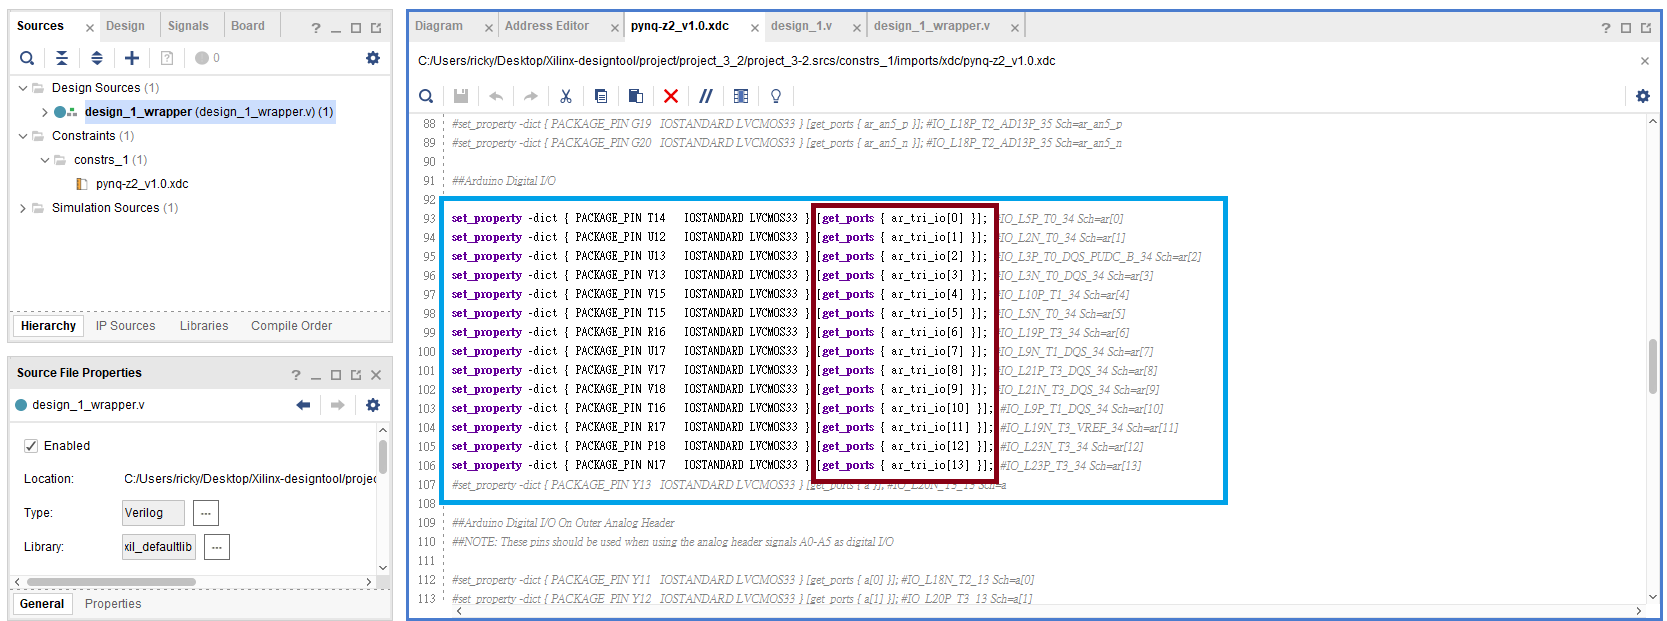 Sources
Design
Signals
Board
?
0
Design Sources (1)
design_1_wrapper (design_1_wrapper.v) (1)
Constraints (1)
constrs_1 (1)
pynq-z2_v1.0.xdc
Simulation Sources (1)
Hierarchy
IP Sources
Libraries
Compile Order
Source File Properties
?
design_1_wrapper.v
Enabled
Location:
C:/Users/ricky/Desktop/Xilinx-designtool/projec
Type:
Verilog
...
Library:
xil_defaultlib
...
General
Properties
Diagram
Address Editor
pynq-z2_v1.0.xdc
design_1.v
design_1_wrapper.v
?
C:/Users/ricky/Desktop/Xilinx-designtool/project/project_3_2/project_3-2.srcs/constrs_1/imports/xdc/pynq-z2_v1.0.xdc
88 #set_property -dict { PACKAGE_PIN G19 IOSTANDARD LVCMOS33 } [get_ports { ar_an5_p }]; #IO_L18P_T2_AD13P_35 Sch=ar_an5_p
89 #set_property -dict { PACKAGE_PIN G20 IOSTANDARD LVCMOS33 } [get_ports { ar_an5_n }]; #IO_L18P_T2_AD13P_35 Sch=ar_an5_n
90
91 ##Arduino Digital I/O
92
93 set_property -dict { PACKAGE_PIN T14 IOSTANDARD LVCMOS33 } [get_ports { ar_tri_io[0] }]; #IO_L5P_T0_34 Sch=ar[0]
94 set_property -dict { PACKAGE_PIN U12 IOSTANDARD LVCMOS33 } [get_ports { ar_tri_io[1] }]; #IO_L2N_T0_34 Sch=ar[1]
95 set_property -dict { PACKAGE_PIN U13 IOSTANDARD LVCMOS33 } [get_ports { ar_tri_io[2] }]; #IO_L3P_T0_DQS_PUDC_B_34 Sch=ar[2]
96 set_property -dict { PACKAGE_PIN V13 IOSTANDARD LVCMOS33 } [get_ports { ar_tri_io[3] }]; #IO_L3N_T0_DQS_34 Sch=ar[3]
97 set_property -dict { PACKAGE_PIN V15 IOSTANDARD LVCMOS33 } [get_ports { ar_tri_io[4] }]; #IO_L10P_T1_34 Sch=ar[4]
98 set_property -dict { PACKAGE_PIN T15 IOSTANDARD LVCMOS33 } [get_ports { ar_tri_io[5] }]; #IO_L5N_T0_34 Sch=ar[5]
99 set_property -dict { PACKAGE_PIN R16 IOSTANDARD LVCMOS33 } [get_ports { ar_tri_io[6] }]; #IO_L19P_T3_34 Sch=ar[6]
100 set_property -dict { PACKAGE_PIN U17 IOSTANDARD LVCMOS33 } [get_ports { ar_tri_io[7] }]; #IO_L9N_T1_DQS_34 Sch=ar[7]
101 set_property -dict { PACKAGE_PIN V17 IOSTANDARD LVCMOS33 } [get_ports { ar_tri_io[8] }]; #IO_L21P_T3_DQS_34 Sch=ar[8]
102 set_property -dict { PACKAGE_PIN V18 IOSTANDARD LVCMOS33 } [get_ports { ar_tri_io[9] }]; #IO_L21N_T3_DQS_34 Sch=ar[9]
103 set_property -dict { PACKAGE_PIN T16 IOSTANDARD LVCMOS33 } [get_ports { ar_tri_io[10] }]; #IO_L9P_T1_DQS_34 Sch=ar[10]
104 set_property -dict { PACKAGE_PIN R17 IOSTANDARD LVCMOS33 } [get_ports { ar_tri_io[11] }]; #IO_L19N_T3_VREF_34 Sch=ar[11]
105 set_property -dict { PACKAGE_PIN P18 IOSTANDARD LVCMOS33 } [get_ports { ar_tri_io[12] }]; #IO_L23N_T3_34 Sch=ar[12]
106 set_property -dict { PACKAGE_PIN N17 IOSTANDARD LVCMOS33 } [get_ports { ar_tri_io[13] }]; #IO_L23P_T3_34 Sch=ar[13]
107 #set_property -dict { PACKAGE_PIN Y13 IOSTANDARD LVCMOS33 } [get_ports { a }]; #IO_L20N_T3_13 Sch=a
108
109 ##Arduino Digital I/O On Outer Analog Header
110 ##NOTE: These pins should be used when using the analog header signals A0-A5 as digital I/O
111
112 #set_property -dict { PACKAGE_PIN Y11 IOSTANDARD LVCMOS33 } [get_ports { a[0] }]; #IO_L18N_T2_13 Sch=a[0]
113 #set_property -dict { PACKAGE_PIN Y12 IOSTANDARD LVCMOS33 } [get_ports { a[1] }]; #IO_L20P_T3_13 Sch=a[1]